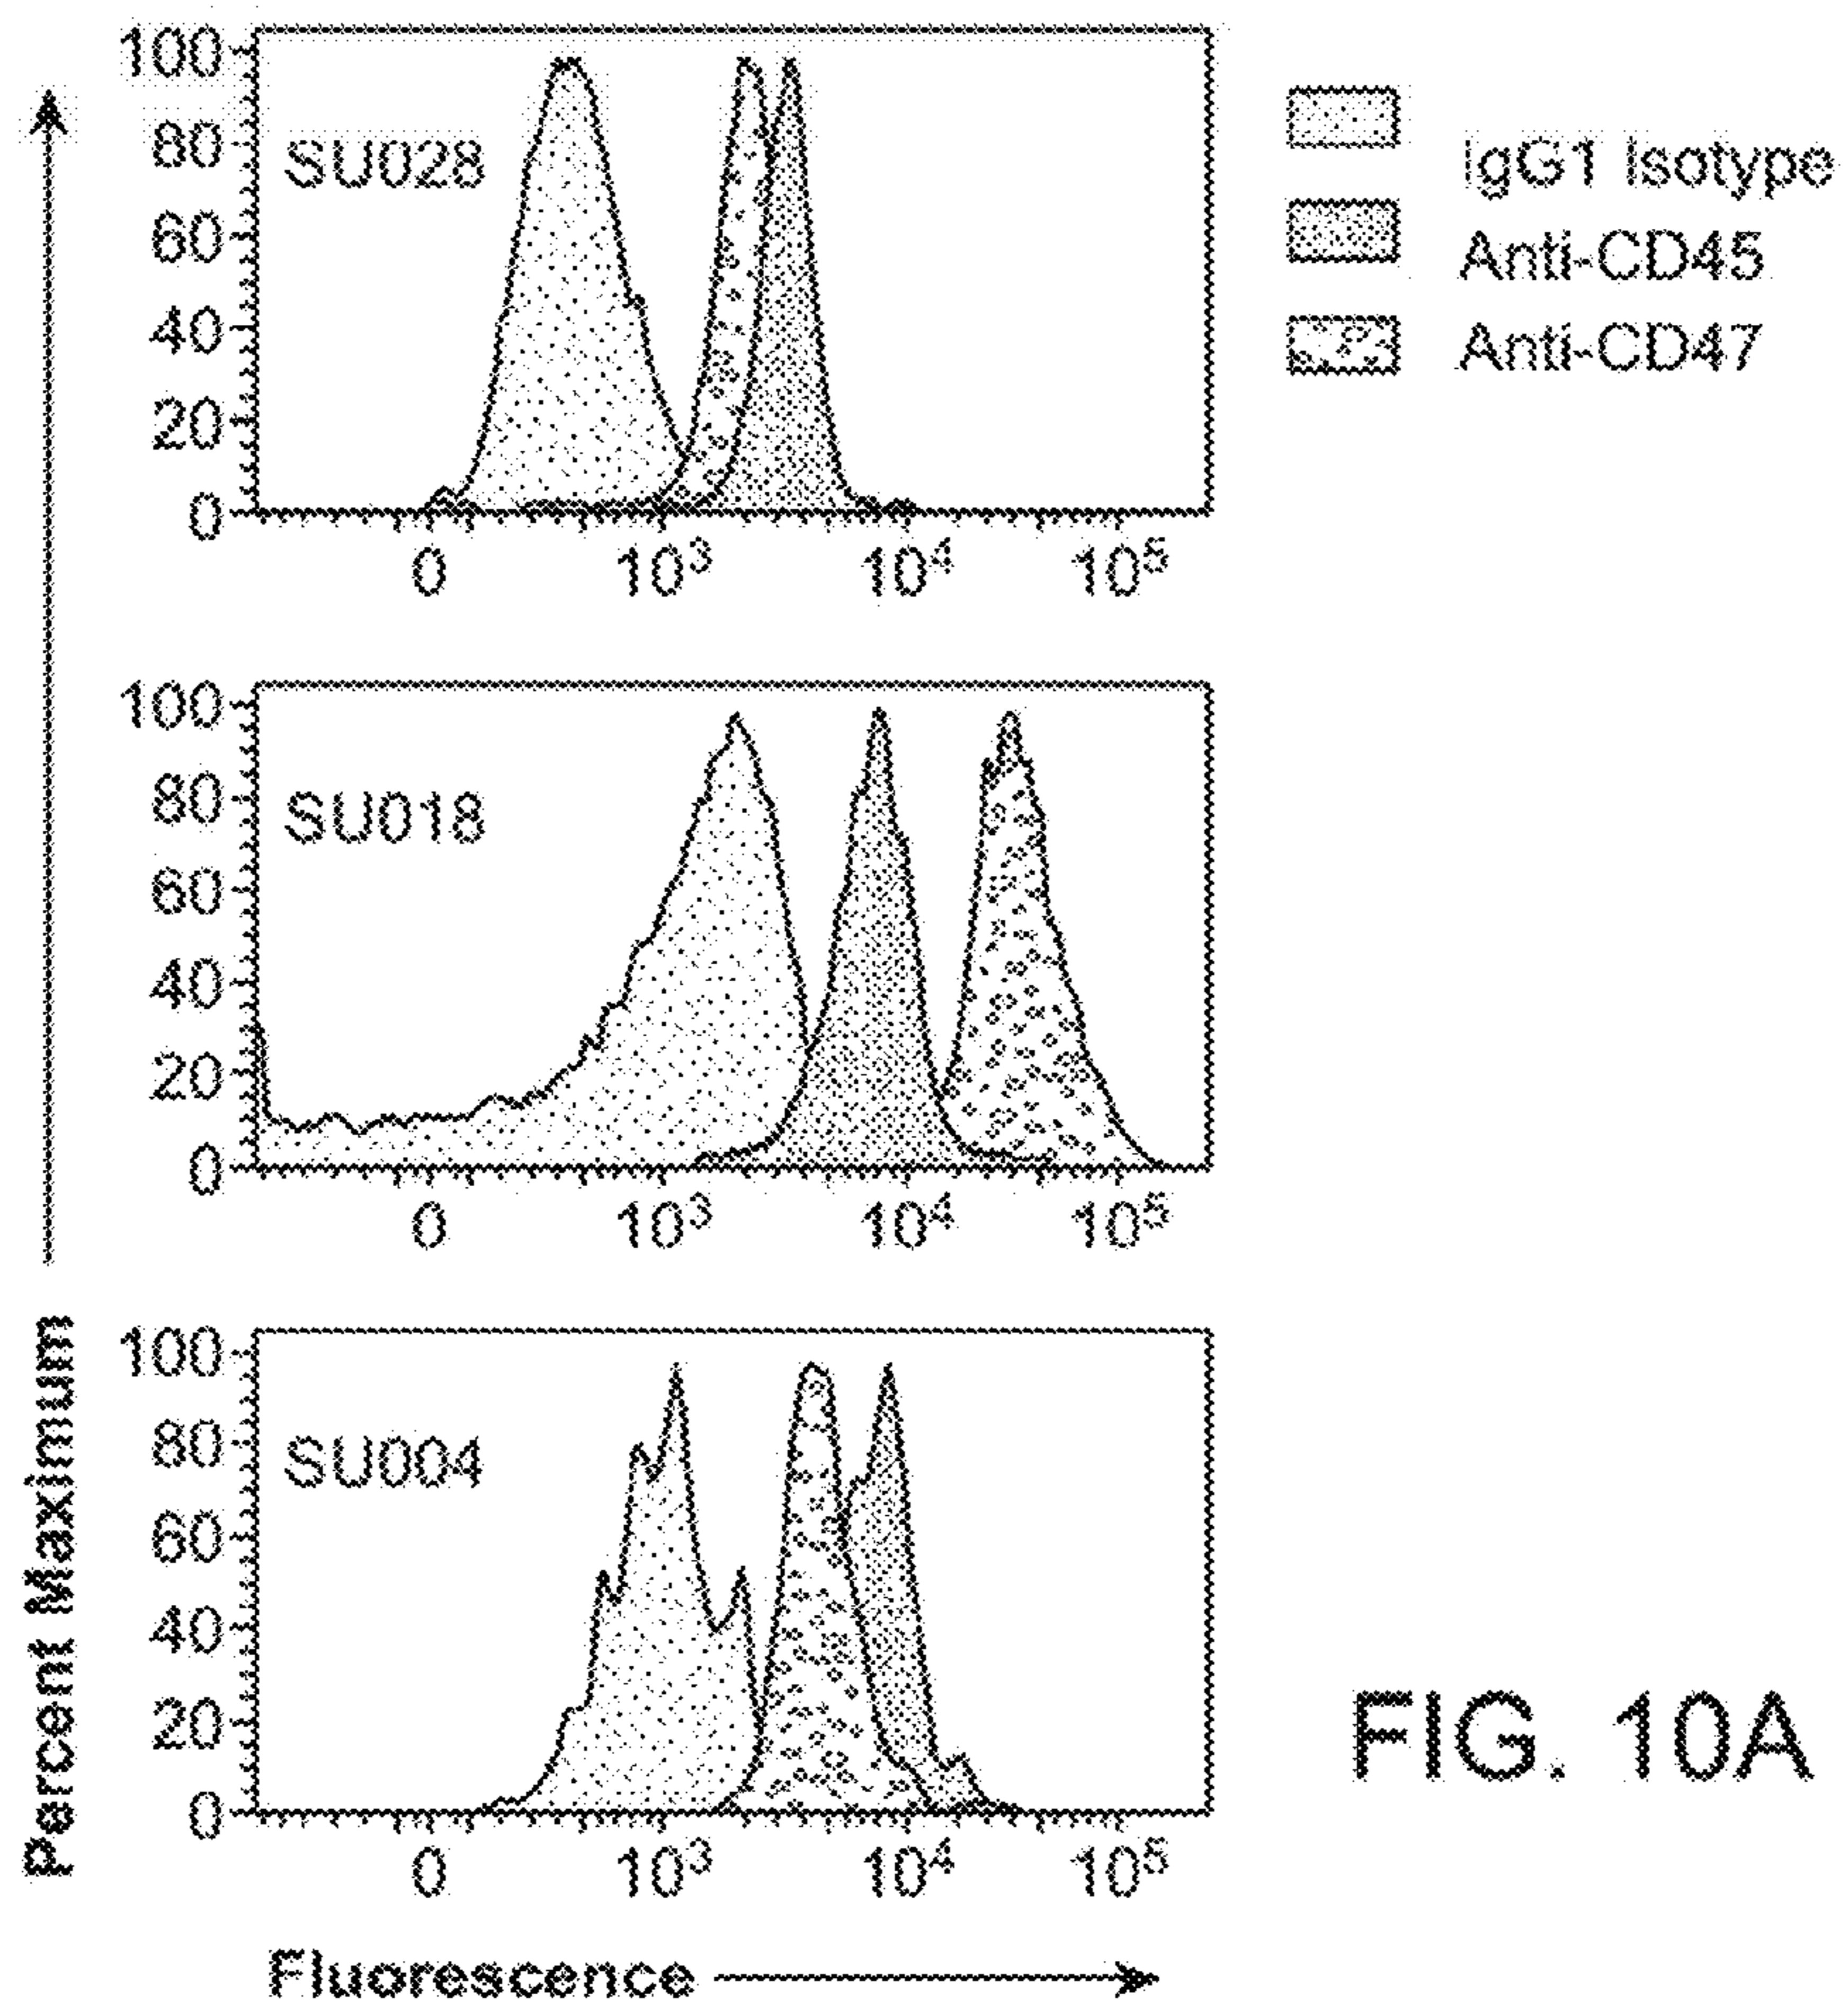 100
80
60
40
20
0
SU028
0 10³ 10⁴ 10⁵
IgG1 Isotype
Anti-CD45
Anti-CD47
100
80
60
40
20
0
SU018
0 10³ 10⁴ 10⁵
100
80
60
40
20
0
SU004
0 10³ 10⁴ 10⁵
Percent Maximum
Fluorescence
FIG. 10A